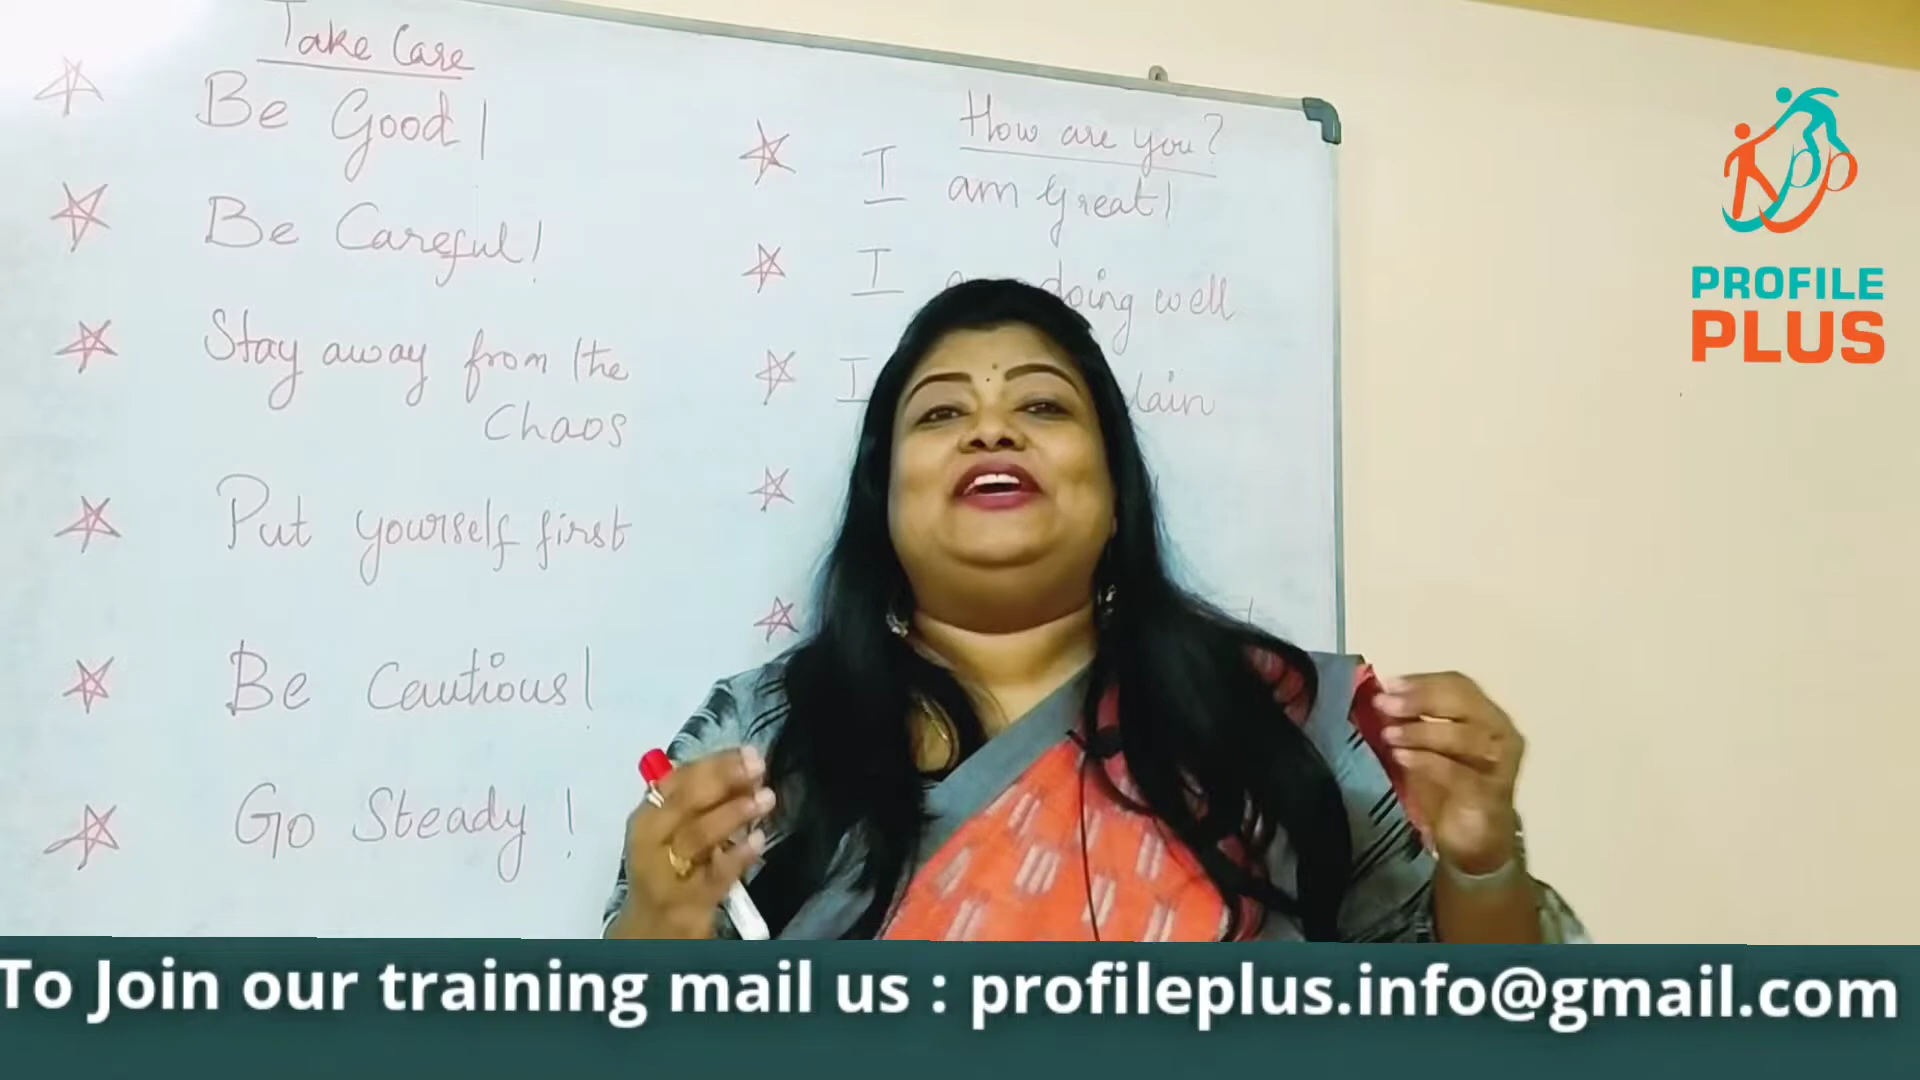 Take Care
Be Good!
Be Careful!
Stay away from the
Chaos
Put yourself first
Be Cautious!
Go Steady!
How are you?
I am Great!
I doing well
I
PROFILE
PLUS
To Join our training mail us : profileplus.info@gmail.com